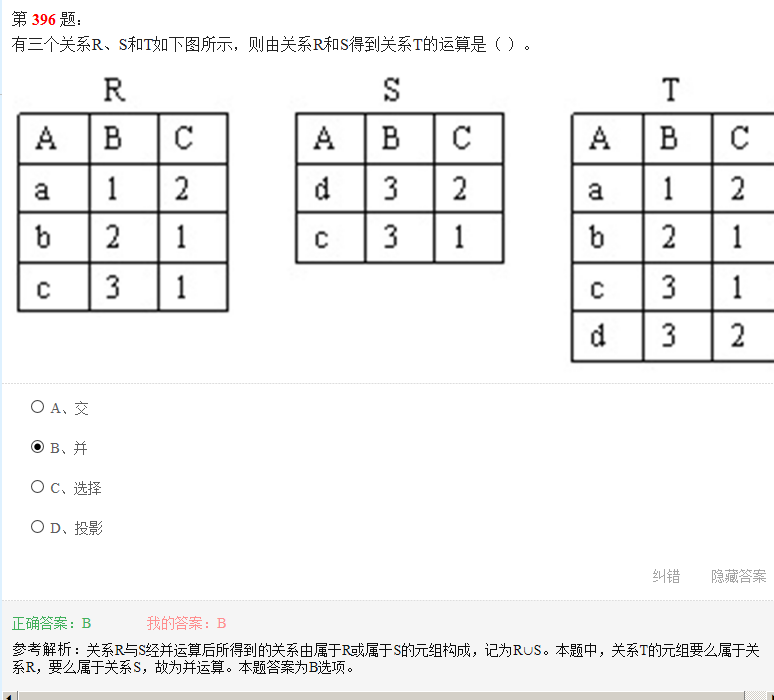 第 396 题:
有三个关系R、S和T如下图所示，则由关系R和S得到关系T的运算是（ ）。
R S T
A B C A B C A B C
a 1 2 d 3 2 a 1 2
b 2 1 c 3 1 b 2 1
c 3 1 c 3 1
d 3 2
A、交
B、并
C、选择
D、投影
纠错 隐藏答案
正确答案：B 我的答案：B
参考解析：关系R与S经并运算后所得到的关系由属于R或属于S的元组构成，记为R∪S。本题中，关系T的元组要么属于关
系R，要么属于关系S，故为并运算。本题答案为B选项。